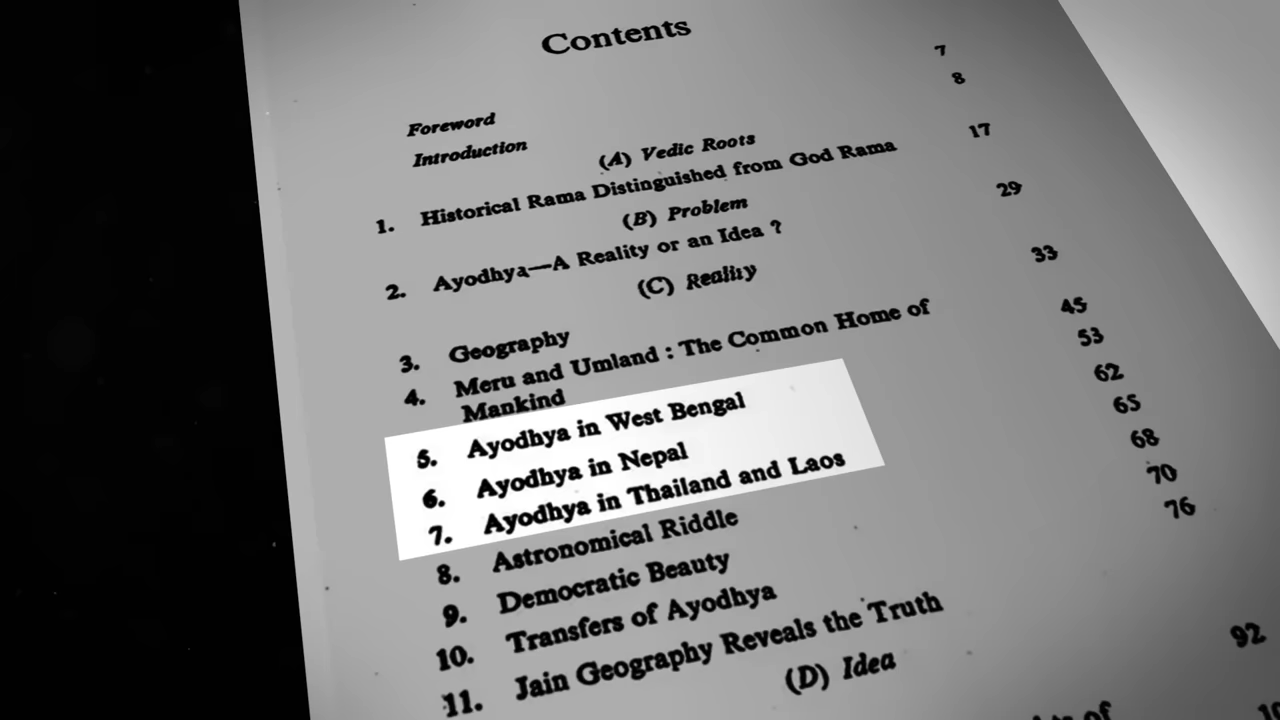 Contents
Foreword 7
Introduction 8
(A) Vedic Roots
1. Historical Rama Distinguished from God Rama 17
(B) Problem
2. Ayodhya—A Reality or an Idea ? 29
(C) Reality
3. Geography 33
4. Meru and Umland : The Common Home of
Mankind 45
5. Ayodhya in West Bengal 53
6. Ayodhya in Nepal 62
7. Ayodhya in Thailand and Laos 65
8. Astronomical Riddle 68
9. Democratic Beauty 70
10. Transfers of Ayodhya 76
11. Jain Geography Reveals the Truth 92
(D) Idea
of